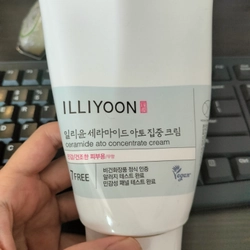 ILLIYOON
일리윤 세라마이드 아토 집중 크림
ceramide ato concentrate cream
7FREE
비건화장품 정식 인증
알러지 테스트 완료
민감성 패널 테스트 완료
Vegan